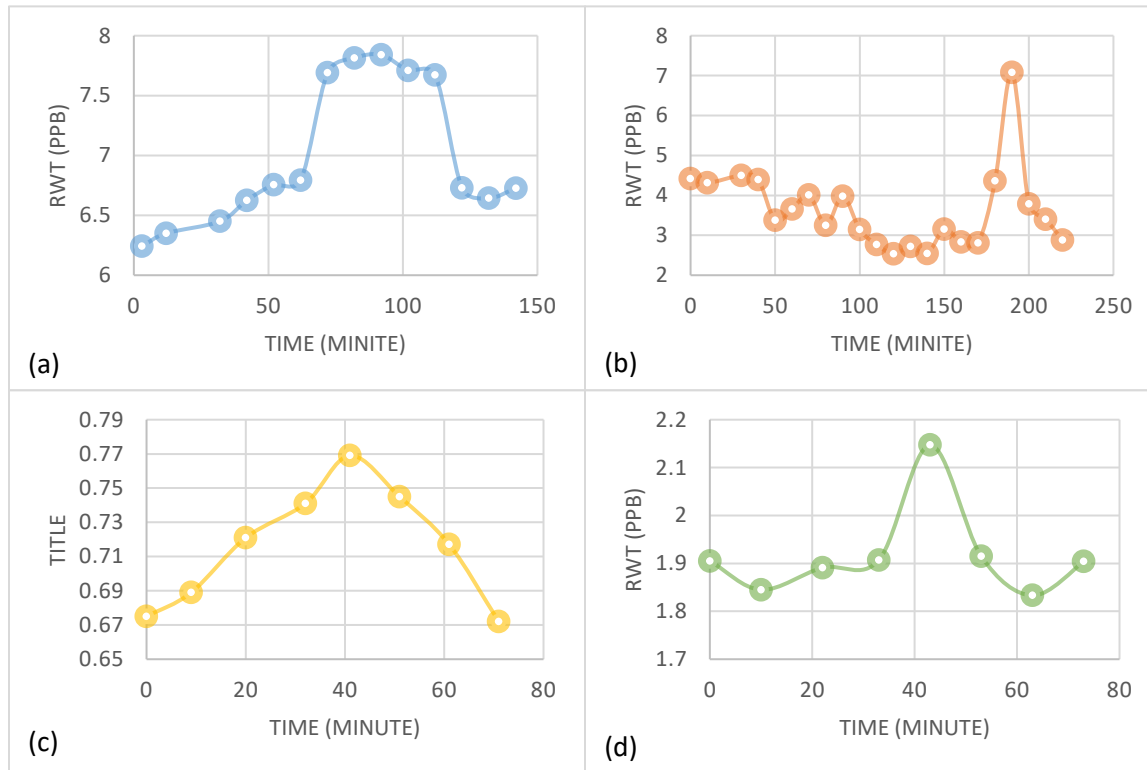 8
7.5
7
6.5
6
RWT (PPB)
0 50 100 150
TIME (MINITE)
(a)
8
7
6
5
4
3
2
RWT (PPB)
0 50 100 150 200 250
TIME (MINITE)
(b)
0.79
0.77
0.75
0.73
0.71
0.69
0.67
0.65
TITLE
0 20 40 60 80
TIME (MINUTE)
(c)
2.2
2.1
2
1.9
1.8
1.7
RWT (PPB)
0 20 40 60 80
TIME (MINUTE)
(d)